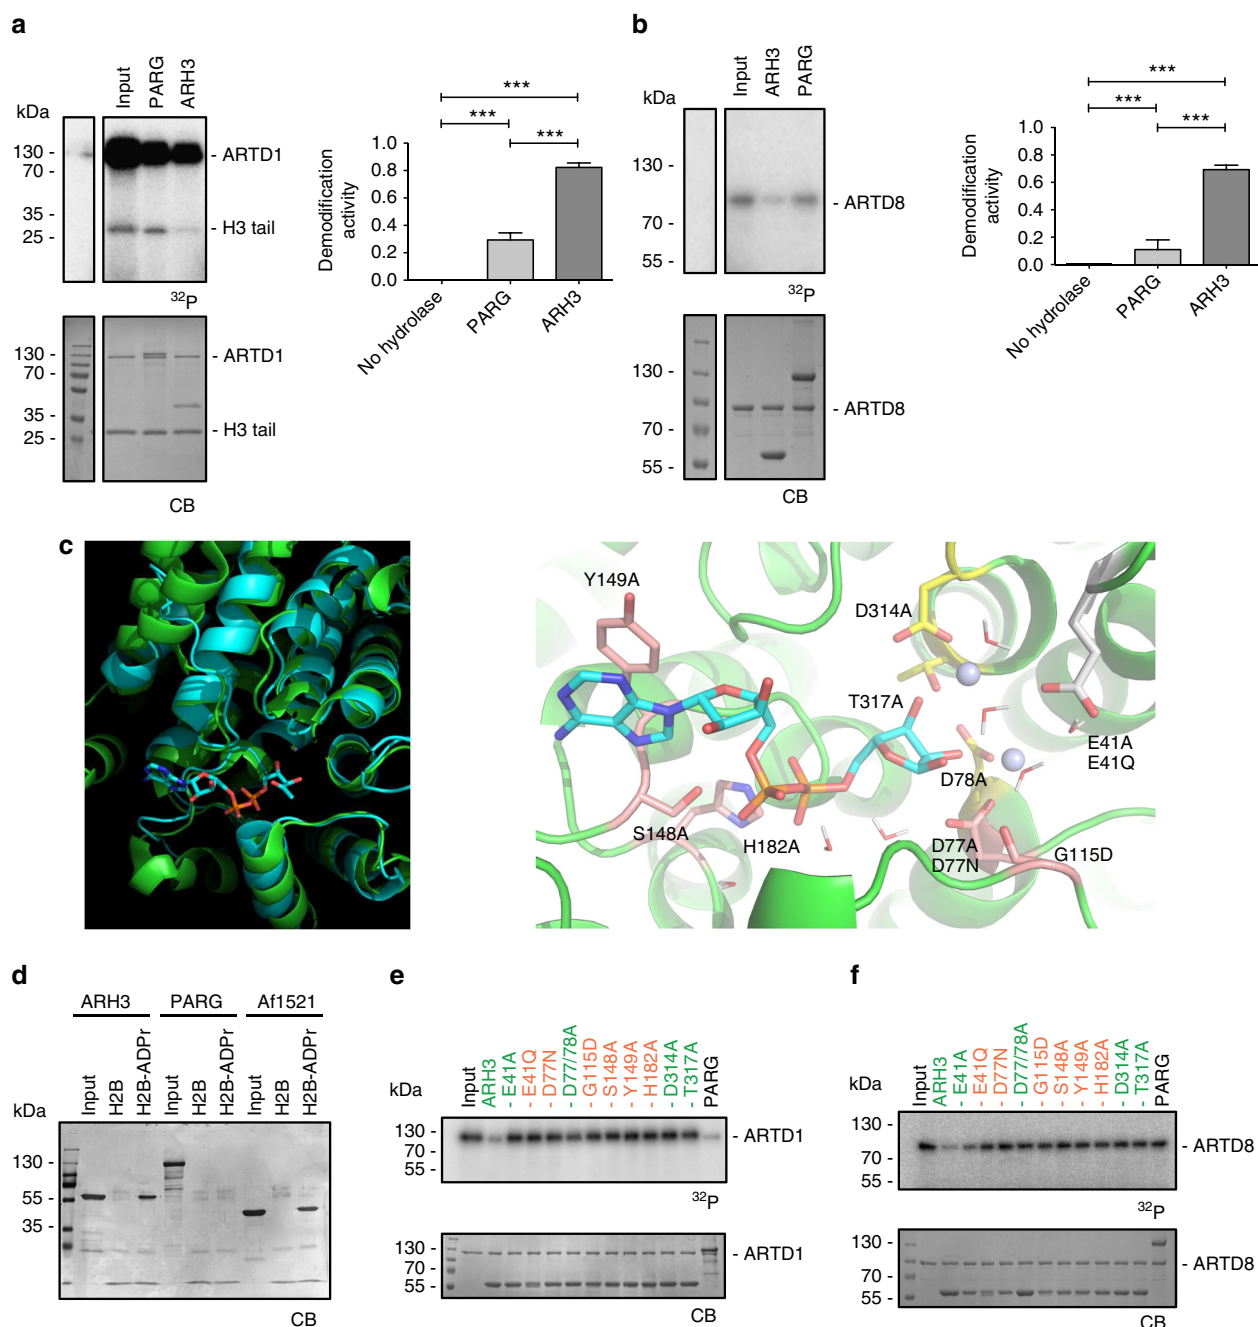 a
Input
PARG
ARH3
kDa
130 -
70 -
35 -
25 -
- ARTD1
- H3 tail
32P
130 -
70 -
35 -
25 -
- ARTD1
- H3 tail
CB
***
***
***
Demodification
activity
1.0
0.8
0.6
0.4
0.2
0.0
No hydrolase
PARG
ARH3
b
Input
ARH3
PARG
kDa
130 -
70 -
55 -
- ARTD8
32P
130 -
70 -
55 -
- ARTD8
CB
***
***
***
Demodification
activity
1.0
0.8
0.6
0.4
0.2
0.0
No hydrolase
PARG
ARH3
c
Y149A
D314A
T317A
E41A
E41Q
D78A
S148A
H182A
D77A
D77N
G115D
d
ARH3
PARG
Af1521
Input
H2B
H2B-ADPr
Input
H2B
H2B-ADPr
Input
H2B
H2B-ADPr
kDa
130 -
55 -
35 -
CB
e
Input
ARH3
- E41A
- E41Q
- D77N
- D77/78A
- G115D
- S148A
- Y149A
- H182A
- D314A
- T317A
PARG
kDa
130 -
70 -
55 -
- ARTD1
32P
130 -
70 -
55 -
- ARTD1
CB
f
Input
ARH3
- E41A
- E41Q
- D77N
- D77/78A
- G115D
- S148A
- Y149A
- H182A
- D314A
- T317A
PARG
kDa
130 -
70 -
55 -
- ARTD8
32P
130 -
70 -
55 -
- ARTD8
CB